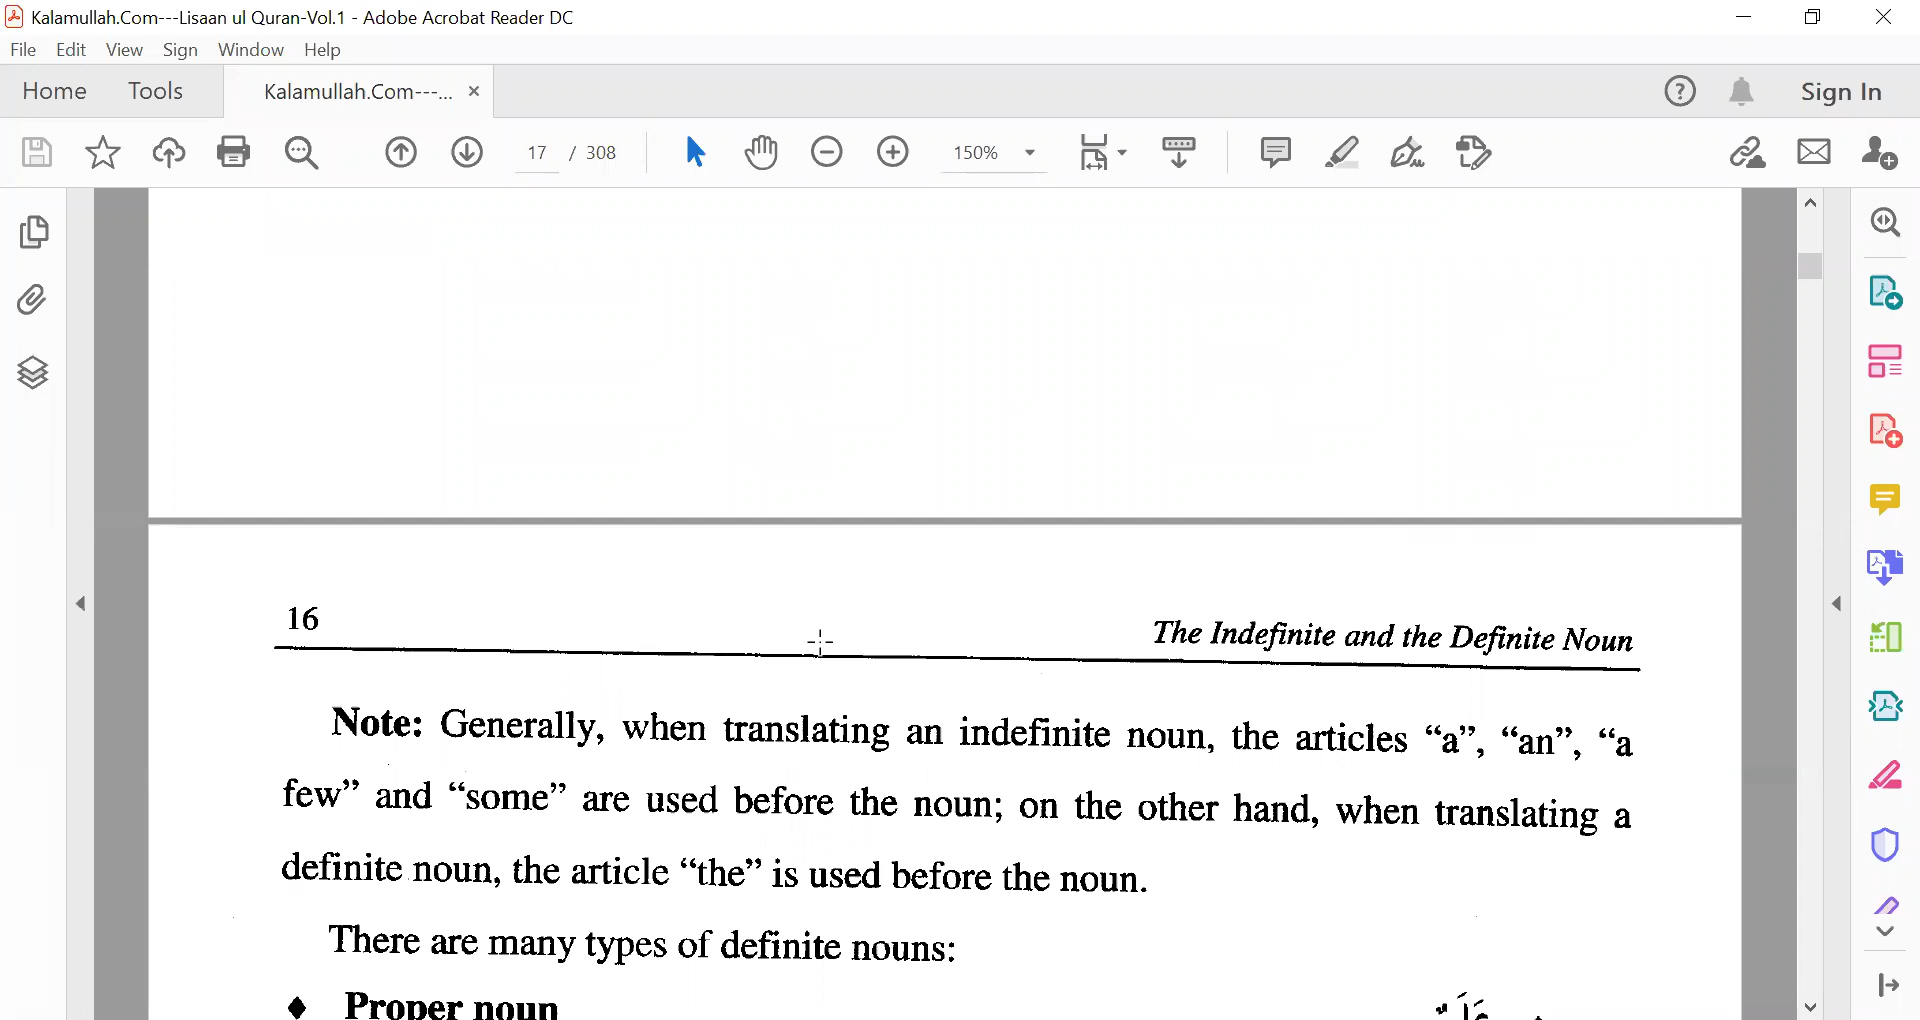 Kalamullah.Com---Lisaan ul Quran-Vol.1 - Adobe Acrobat Reader DC
File Edit View Sign Window Help
Home Tools Kalamullah.Com---... Sign In
17 / 308 150%
16
The Indefinite and the Definite Noun
Note: Generally, when translating an indefinite noun, the articles “a”, “an”, “a
few” and “some” are used before the noun; on the other hand, when translating a
definite noun, the article “the” is used before the noun.
There are many types of definite nouns:
♦ Proper noun